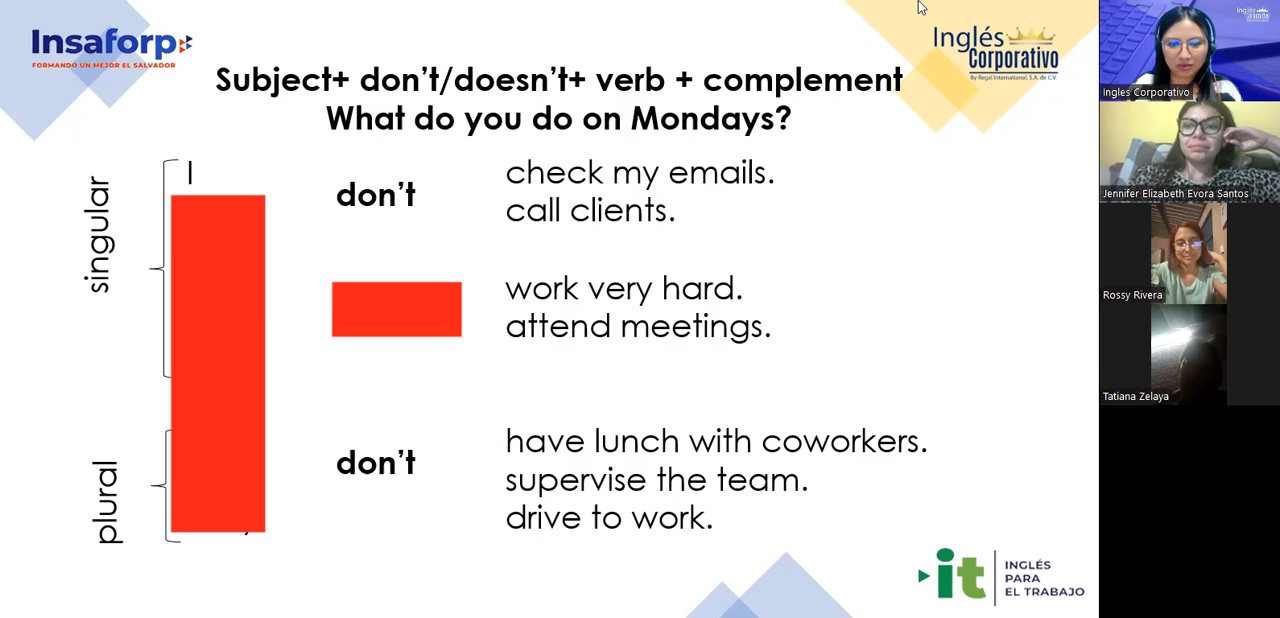 Insaforp
FORMANDO UN MEJOR EL SALVADOR
Inglés
Corporativo
By Regal International, S.A. de C.V.
Subject+ don't/doesn't+ verb + complement
What do you do on Mondays?
singular
I
don't
check my emails.
call clients.
work very hard.
attend meetings.
plural
don't
have lunch with coworkers.
supervise the team.
drive to work.
it
INGLÉS
PARA
EL TRABAJO
Ingles Corporativo
Jennifer Elizabeth Evora Santos
Rossy Rivera
Tatiana Zelaya